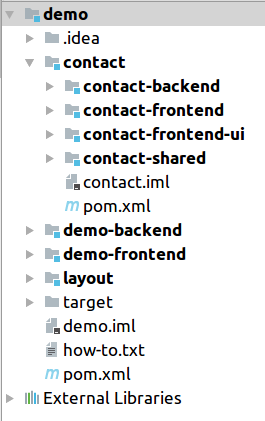 demo
.idea
contact
contact-backend
contact-frontend
contact-frontend-ui
contact-shared
contact.iml
pom.xml
demo-backend
demo-frontend
layout
target
demo.iml
how-to.txt
pom.xml
External Libraries